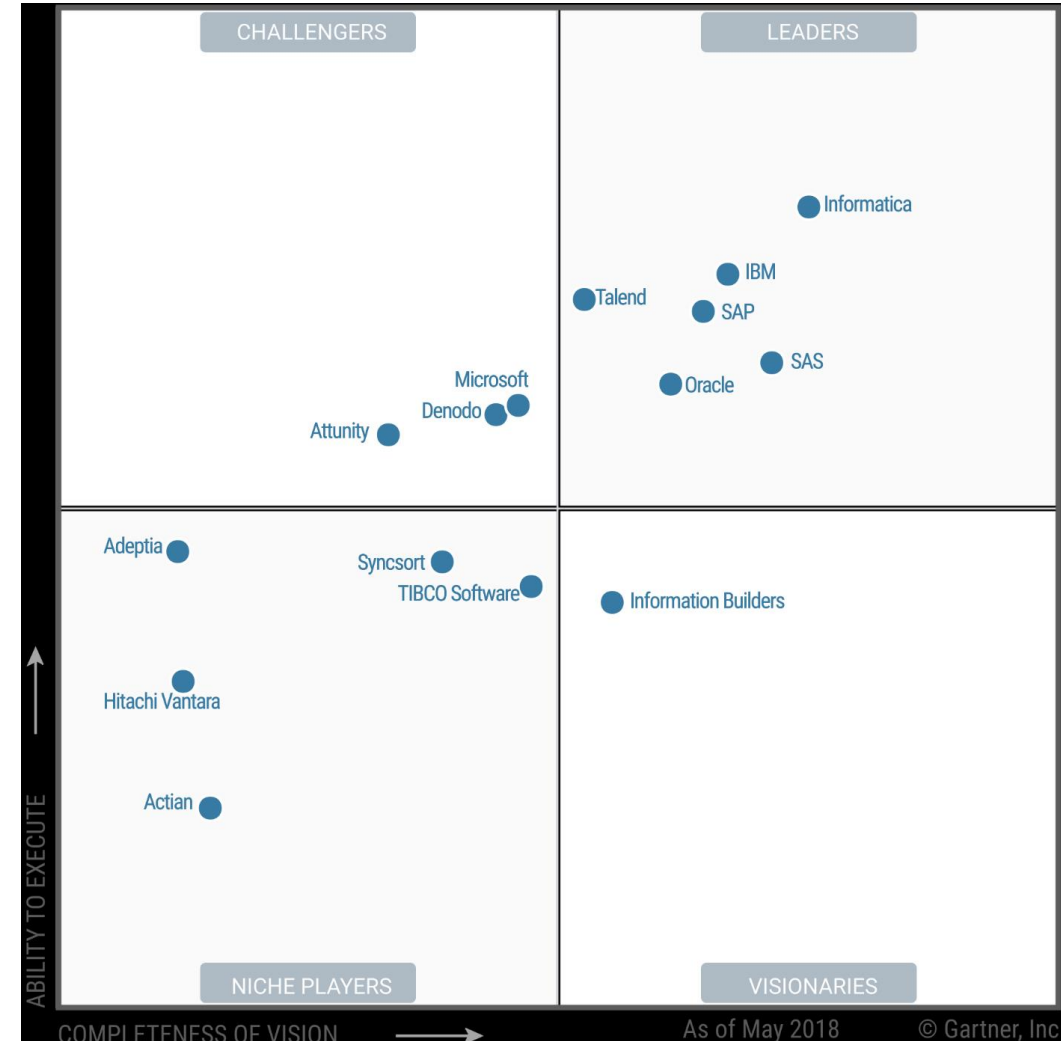 CHALLENGERS
LEADERS
Informatica
IBM
Talend
SAP
SAS
Oracle
Microsoft
Denodo
Attunity
Adeptia
Syncsort
TIBCO Software
Information Builders
Hitachi Vantara
Actian
ABILITY TO EXECUTE
NICHE PLAYERS
VISIONARIES
COMPLETENESS OF VISION
As of May 2018
© Gartner, Inc